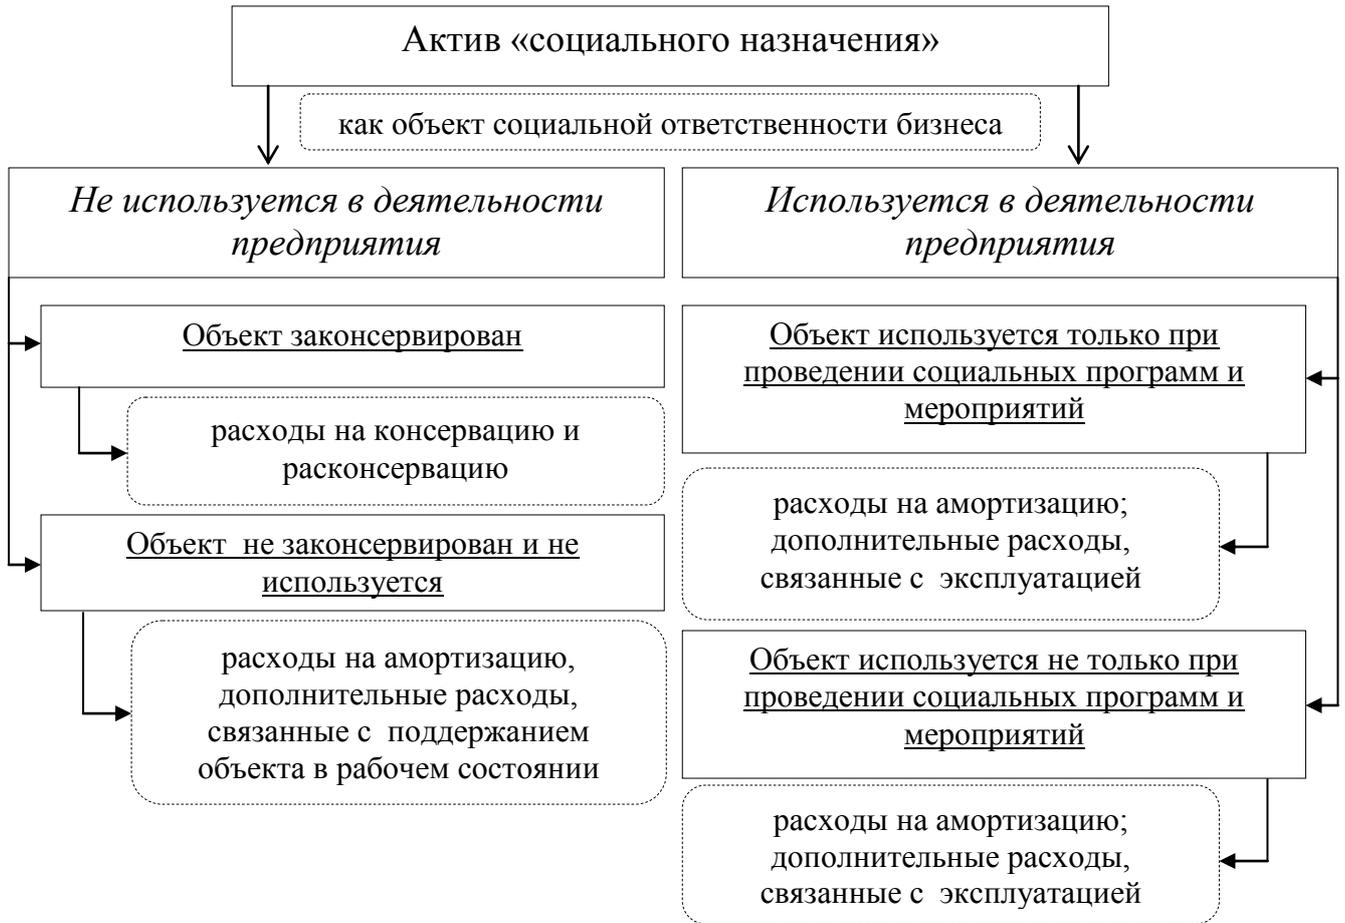 Актив «социального назначения»
как объект социальной ответственности бизнеса
Не используется в деятельности
предприятия
Объект законсервирован
расходы на консервацию и
расконсервацию
Объект  не законсервирован и не
используется
расходы на амортизацию,
дополнительные расходы,
связанные с  поддержанием
объекта в рабочем состоянии
Используется в деятельности
предприятия
Объект используется только при
проведении социальных программ и
мероприятий
расходы на амортизацию;
дополнительные расходы,
связанные с  эксплуатацией
Объект используется не только при
проведении социальных программ и
мероприятий
расходы на амортизацию;
дополнительные расходы,
связанные с  эксплуатацией